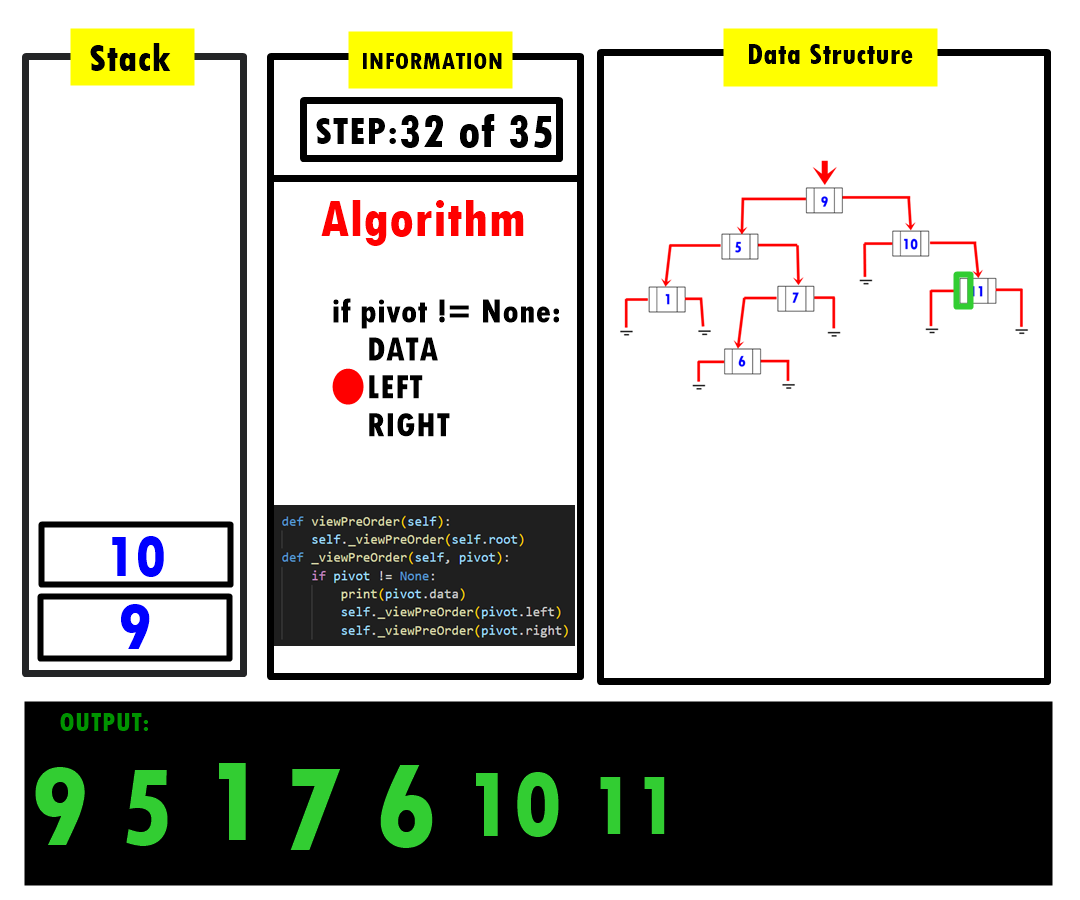 Stack
10
9
INFORMATION
STEP:32 of 35
Algorithm
if pivot != None:
DATA
LEFT
RIGHT
def viewPreOrder(self):
self._viewPreOrder(self.root)
def _viewPreOrder(self, pivot):
if pivot != None:
print(pivot.data)
self._viewPreOrder(pivot.left)
self._viewPreOrder(pivot.right)
Data Structure
9
5
10
1
7
11
6
OUTPUT:
9 5 1 7 6 10 11